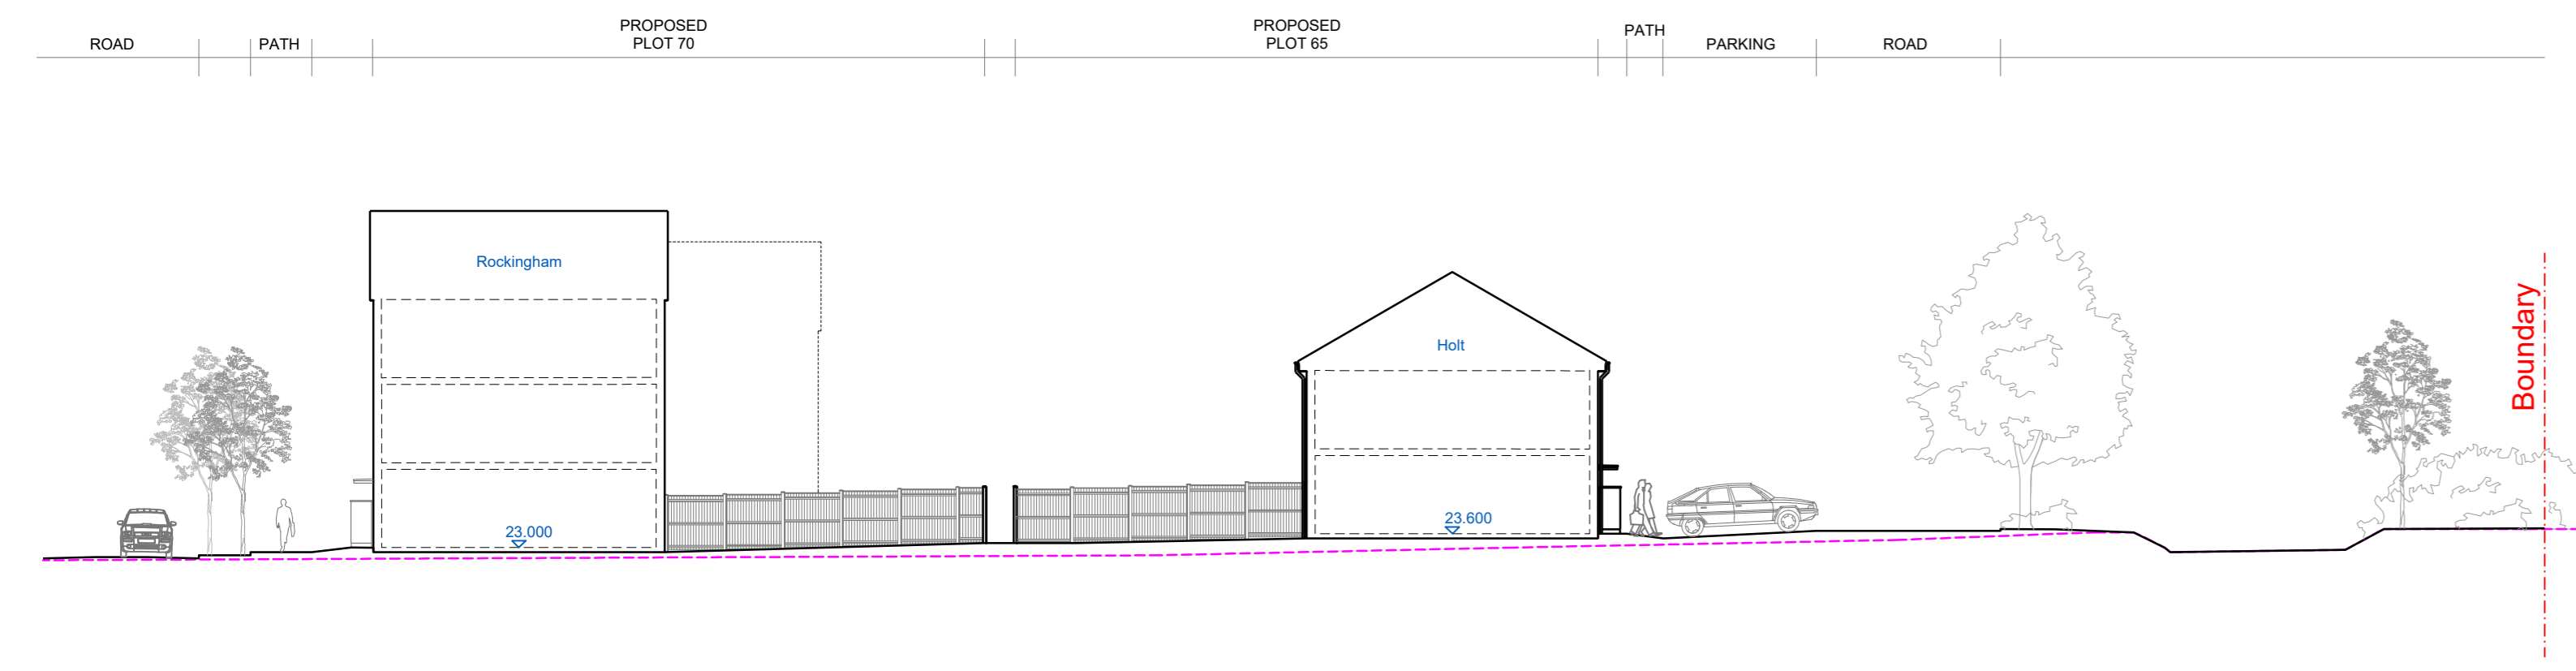 ROAD
PATH
PROPOSED
PLOT 70
PROPOSED
PLOT 65
PATH
PARKING
ROAD
Rockingham
Holt
Boundary
23.000
23.600